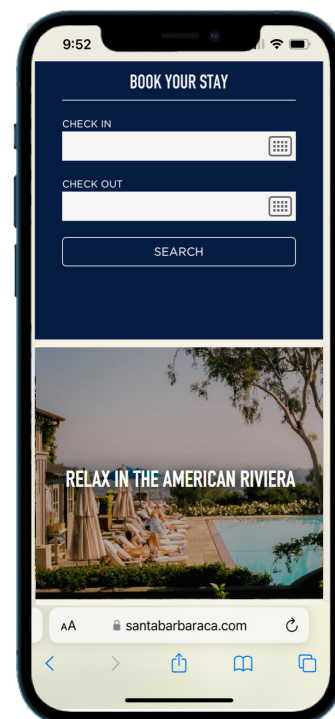 9:52
BOOK YOUR STAY
CHECK IN
CHECK OUT
SEARCH
RELAX IN THE AMERICAN RIVIERA
AA santabarbaraca.com